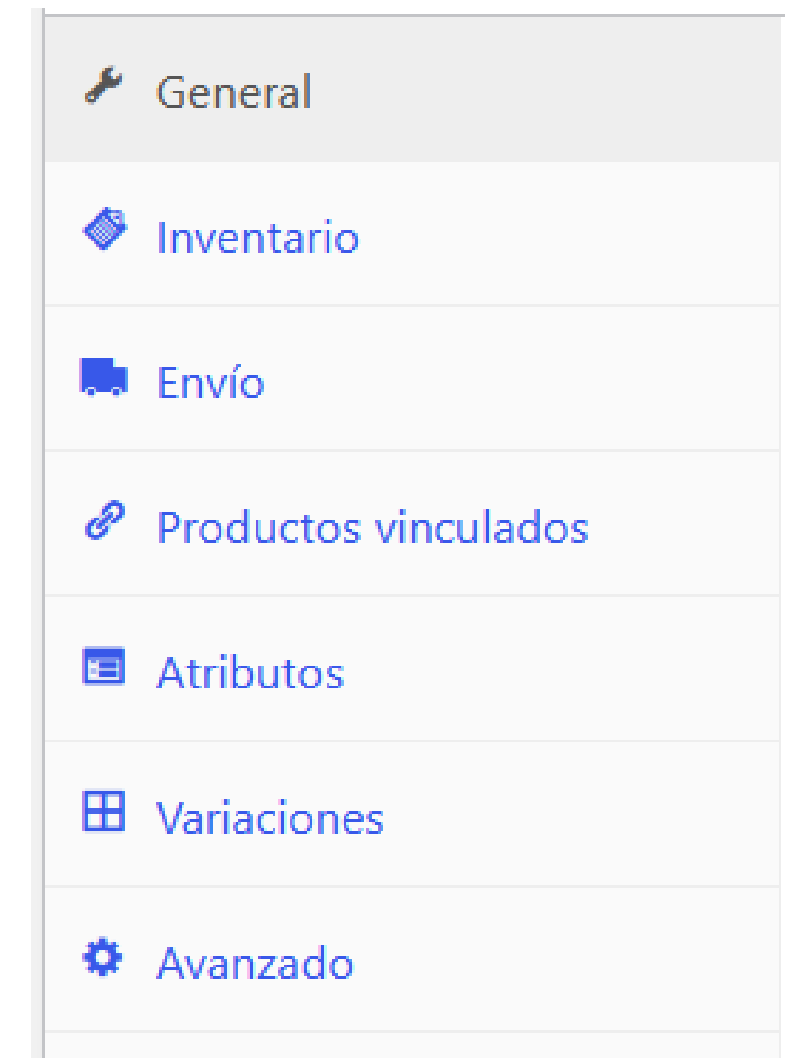 General
Inventario
Envío
Productos vinculados
Atributos
Variaciones
Avanzado